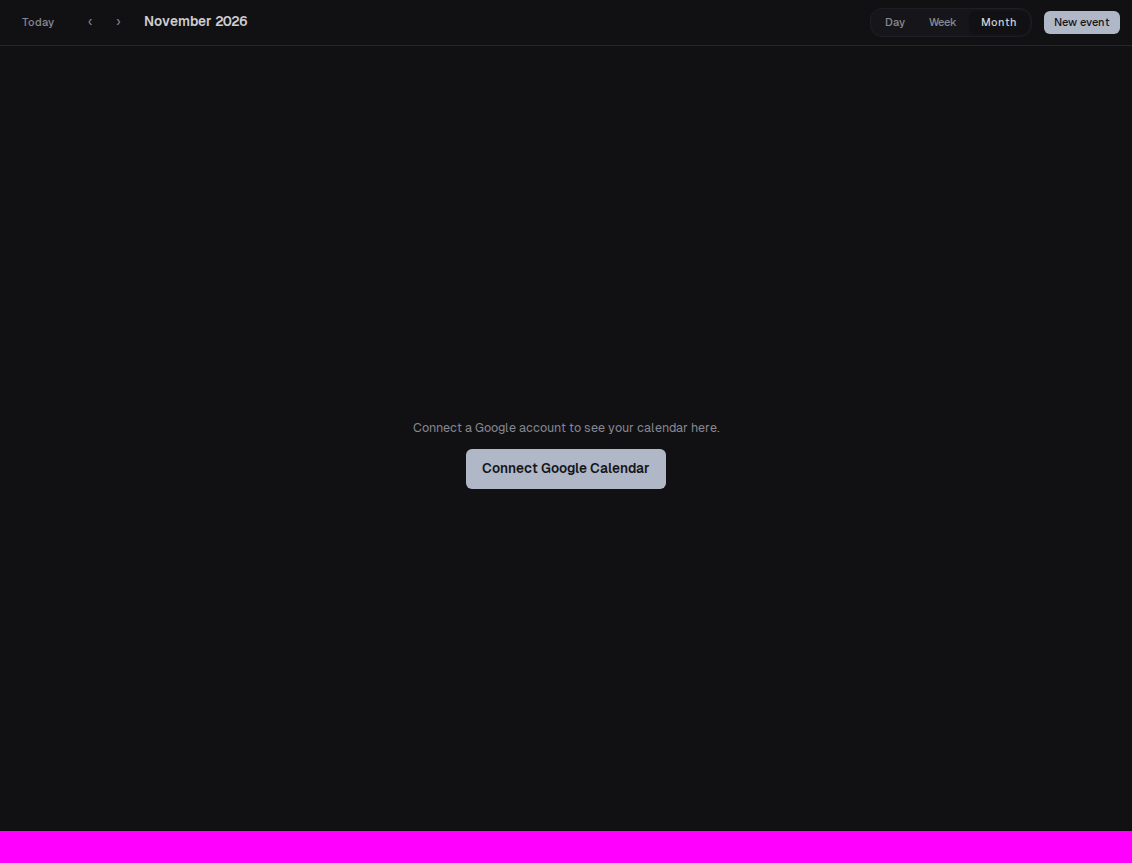 Today ‹ › November 2026 Day Week Month New event
Connect a Google account to see your calendar here.
Connect Google Calendar